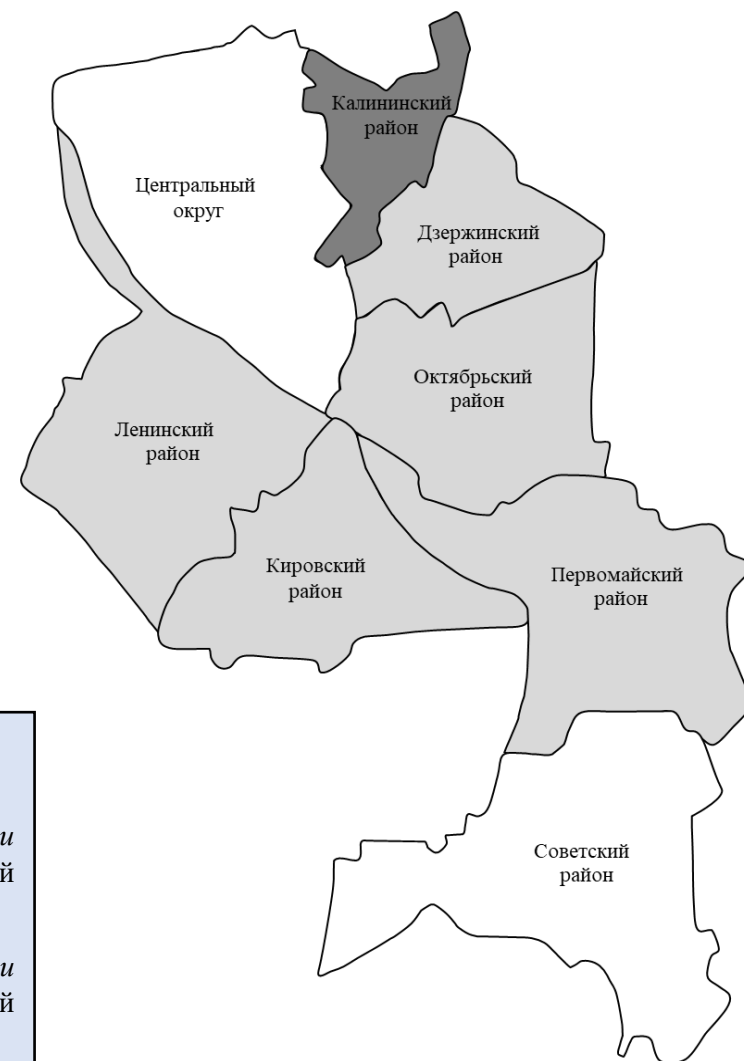 Калининский
район
Центральный
округ
Дзержинский
район
Октябрьский
район
Ленинский
район
Кировский
район
Первомайский
район
и
й
Советский
район
и
й